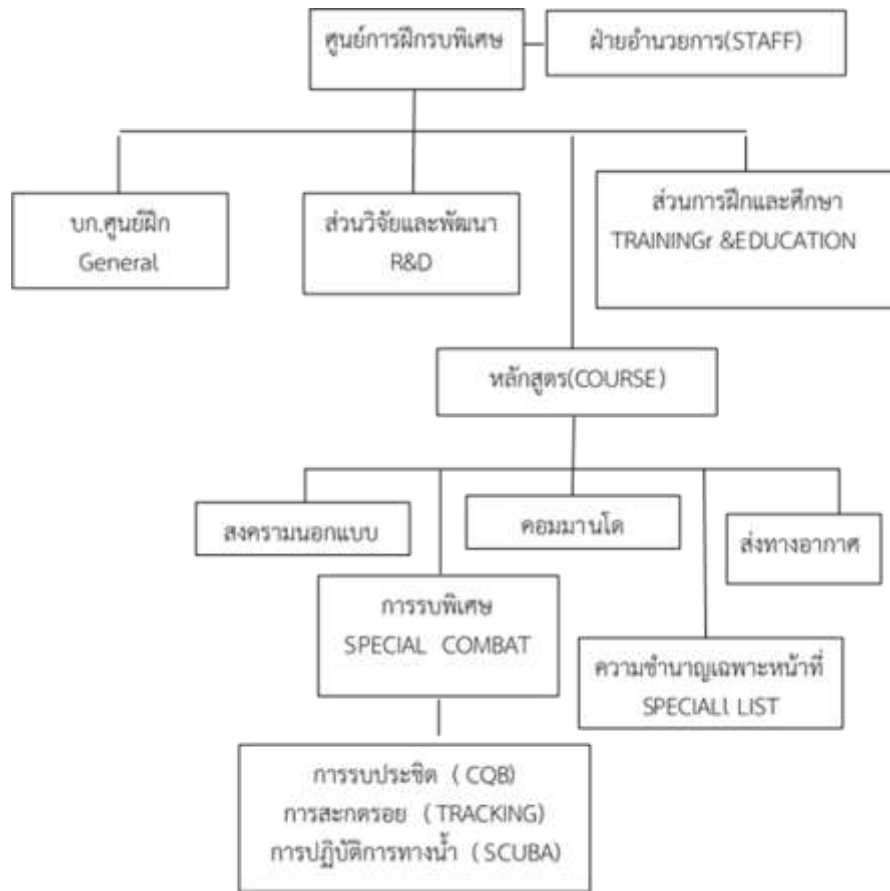 ศูนย์การฝึกรบพิเศษ
ฝ่ายอำนวยการ(STAFF)
บก.ศูนย์ฝึก
General
ส่วนวิจัยและพัฒนา
R&D
ส่วนการฝึกและศึกษา
TRAININGr &EDUCATION
หลักสูตร(COURSE)
สงครามนอกแบบ
คอมมานโด
ส่งทางอากาศ
การรบพิเศษ
SPECIAL COMBAT
ความชำนาญเฉพาะหน้าที่
SPECIALl LIST
การรบประชิด ( CQB)
การสะกดรอย ( TRACKING)
การปฏิบัติการทางน้ำ ( SCUBA)